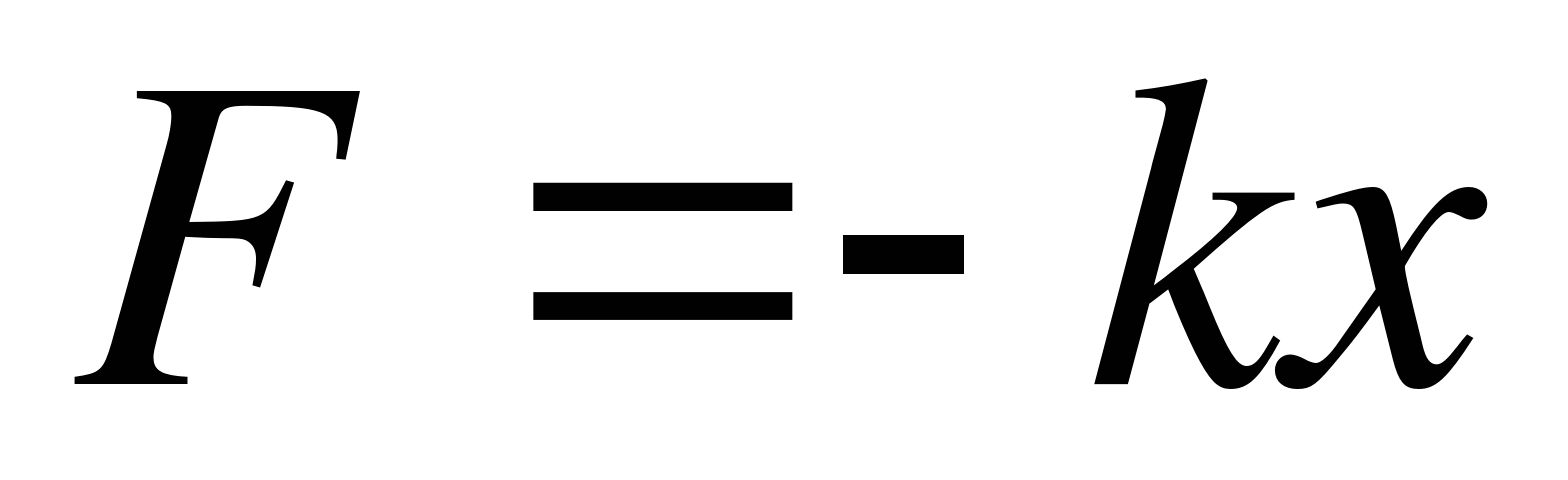 F = - kx